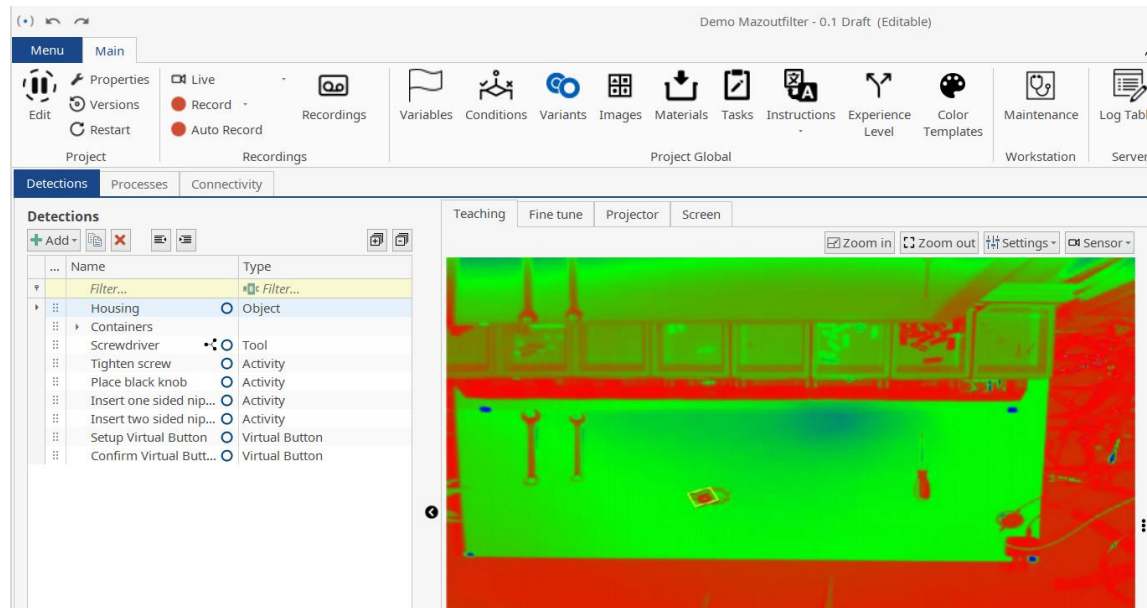 Demo Mazoutfilter - 0.1 Draft (Editable)
Menu Main
Edit
Properties
Versions
Restart
Project
Live
Record
Auto Record
Recordings
Recordings
Variables Conditions Variants Images Materials Tasks Instructions Experience Level Color Templates
Project Global
Maintenance
Workstation
Log Tabl
Server
Detections Processes Connectivity
Detections
Add
... Name Type
Filter... Filter...
Housing Object
Containers
Screwdriver Tool
Tighten screw Activity
Place black knob Activity
Insert one sided nip... Activity
Insert two sided nip... Activity
Setup Virtual Button Virtual Button
Confirm Virtual Butt... Virtual Button
Teaching Fine tune Projector Screen
Zoom in Zoom out Settings Sensor